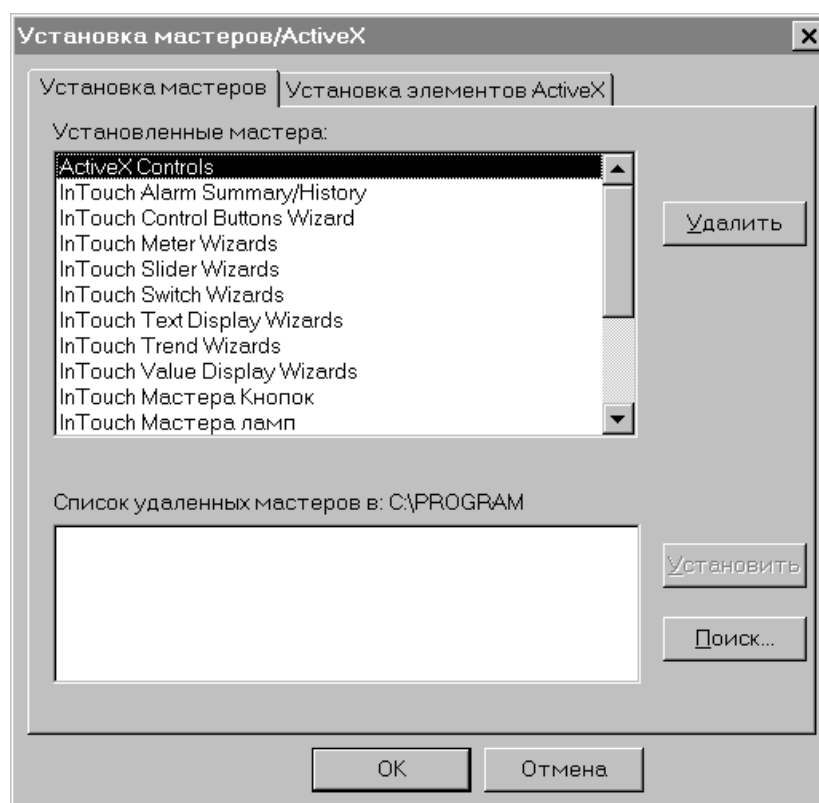 Установка мастеров/ActiveX
Установка мастеров
Установка элементов ActiveX
Установленные мастера:
ActiveX Controls
InTouch Alarm Summary/History
InTouch Control Buttons Wizard
InTouch Meter Wizards
InTouch Slider Wizards
InTouch Switch Wizards
InTouch Text Display Wizards
InTouch Trend Wizards
InTouch Value Display Wizards
InTouch Мастера Кнопок
InTouch Мастера ламп
Удалить
Список удаленных мастеров в: C:\PROGRAM
Установить
Поиск...
OK
Отмена